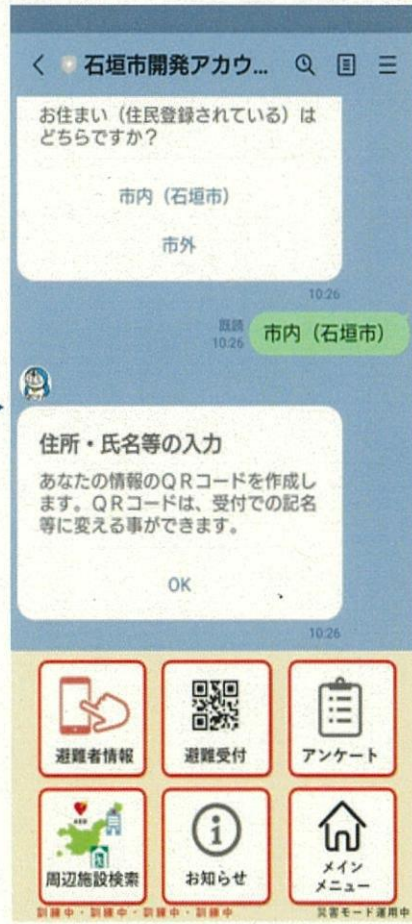 石垣市開発アカウ...
お住まい（住民登録されている）は
どちらですか？
市内（石垣市）
市外
10:26
既読
10:26
市内（石垣市）
住所・氏名等の入力
あなたの情報のQRコードを作成し
ます。QRコードは、受付での記名
等に変える事ができます。
OK
10:26
避難者情報
避難受付
アンケート
周辺施設検索
お知らせ
メイン
メニュー
訓練中・訓練中・訓練中・訓練中
災害モード運用中